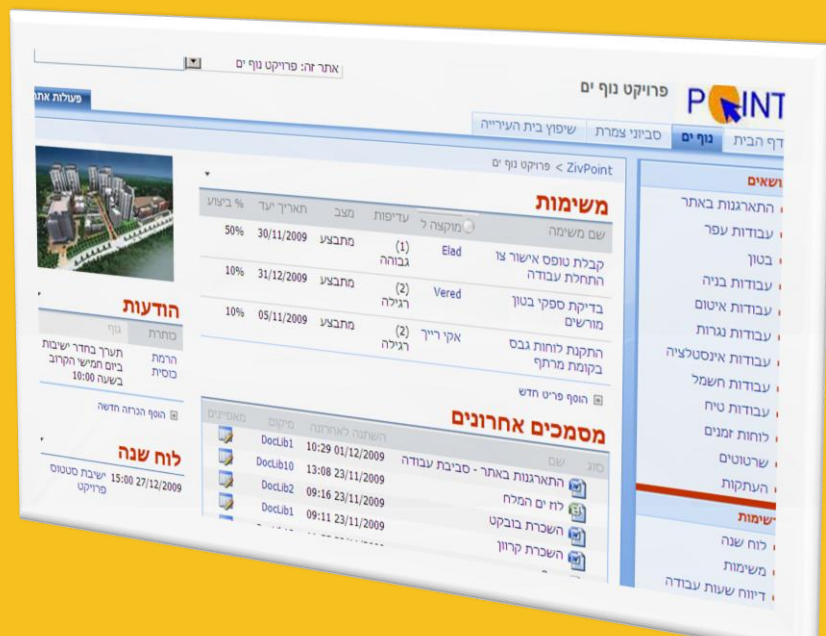 אתר זה: פרויקט נוף ים
פרויקט נוף ים
POINT
פעולות אתר
דף הבית
נוף ים
סביוני צמרת
שיפוץ בית העירייה
ZivPoint > פרויקט נוף ים
התארגנות באתר
עבודות עפר
בטון
עבודות בניה
עבודות איטום
עבודות נגרות
עבודות אינסטלציה
עבודות חשמל
עבודות טיח
לוחות זמנים
שרטוטים
העתקות
לוח שנה
משימות
דיווח שעות עבודה
משימות
שם משימה מוקצה ל עדיפות מצב תאריך יעד % ביצוע
קבלת טופס אישור צו Elad (1) מתבצע 30/11/2009 50%
התחלת עבודה גבוהה
בדיקת ספקי בטון Vered (2) מתבצע 31/12/2009 10%
מורשים רגילה
התקנת לוחות גבס אקי רייך (2) מתבצע 05/11/2009 10%
בקומת מרתף רגילה
הוסף פריט חדש
מסמכים אחרונים
סוג שם השתנה לאחרונה מיקום מאפיינים
התארגנות באתר - סביבת עבודה 10:29 01/12/2009 DocLib1
לוז ים המלח 13:08 23/11/2009 DocLib10
השכרת בובקט 09:16 23/11/2009 DocLib2
השכרת קרוון 09:11 23/11/2009 DocLib1
הודעות
כותרת גוף
הרמת תערך בחדר ישיבות
כוסית ביום חמישי הקרוב
בשעה 10:00
הוסף הכרזה חדשה
לוח שנה
15:00 27/12/2009 ישיבת סטטוס
פרויקט